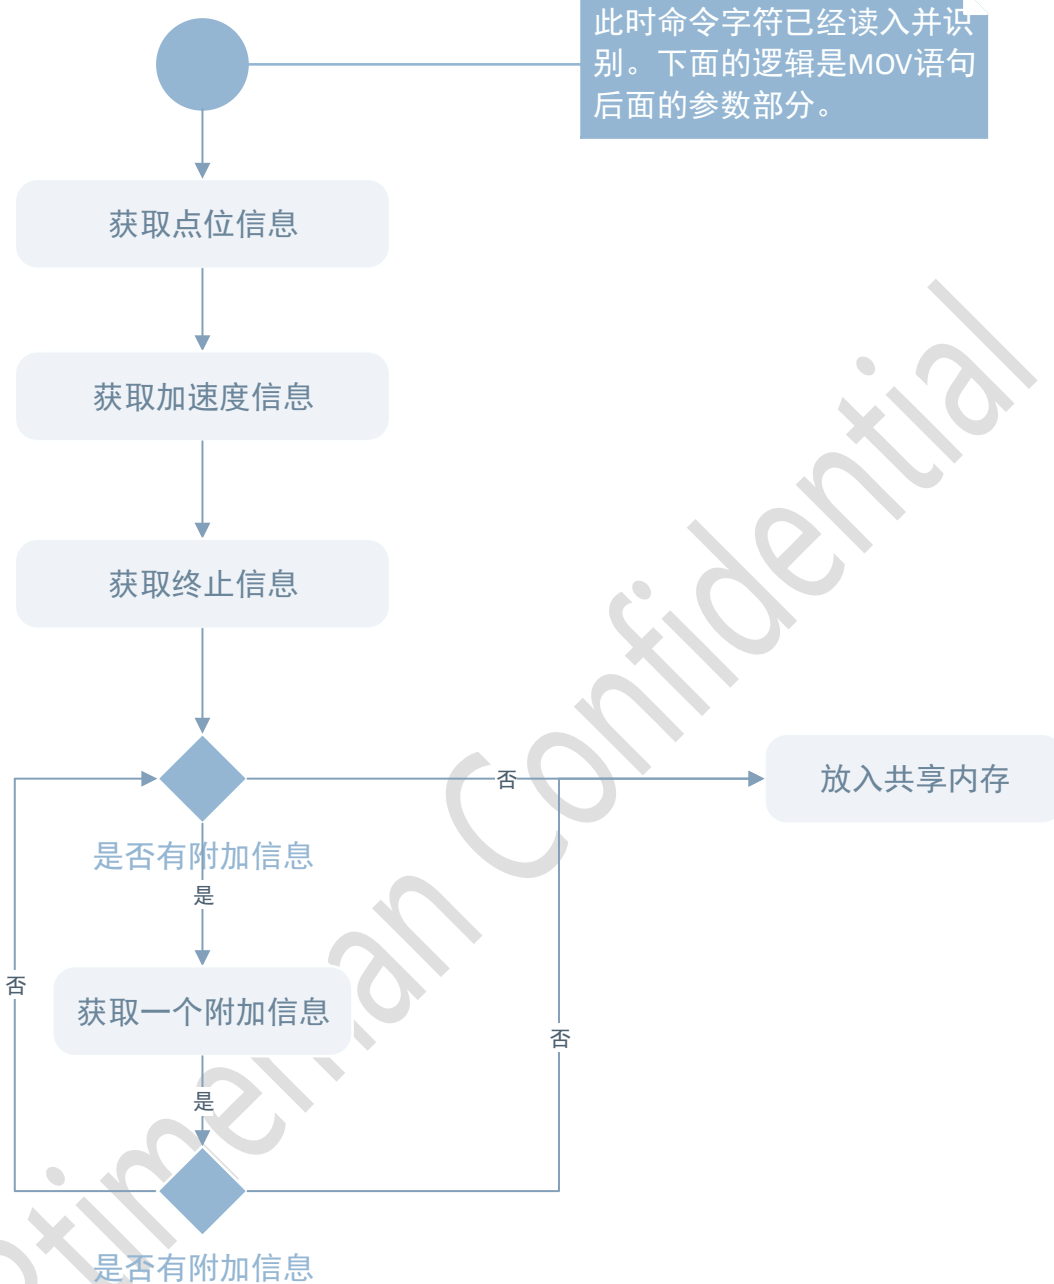 此时命令字符已经读入并识
别。下面的逻辑是MOV语句
后面的参数部分。
获取点位信息
获取加速度信息
获取终止信息
否
放入共享内存
是否有附加信息
是
否
获取一个附加信息
否
是
是否有附加信息
Confidential